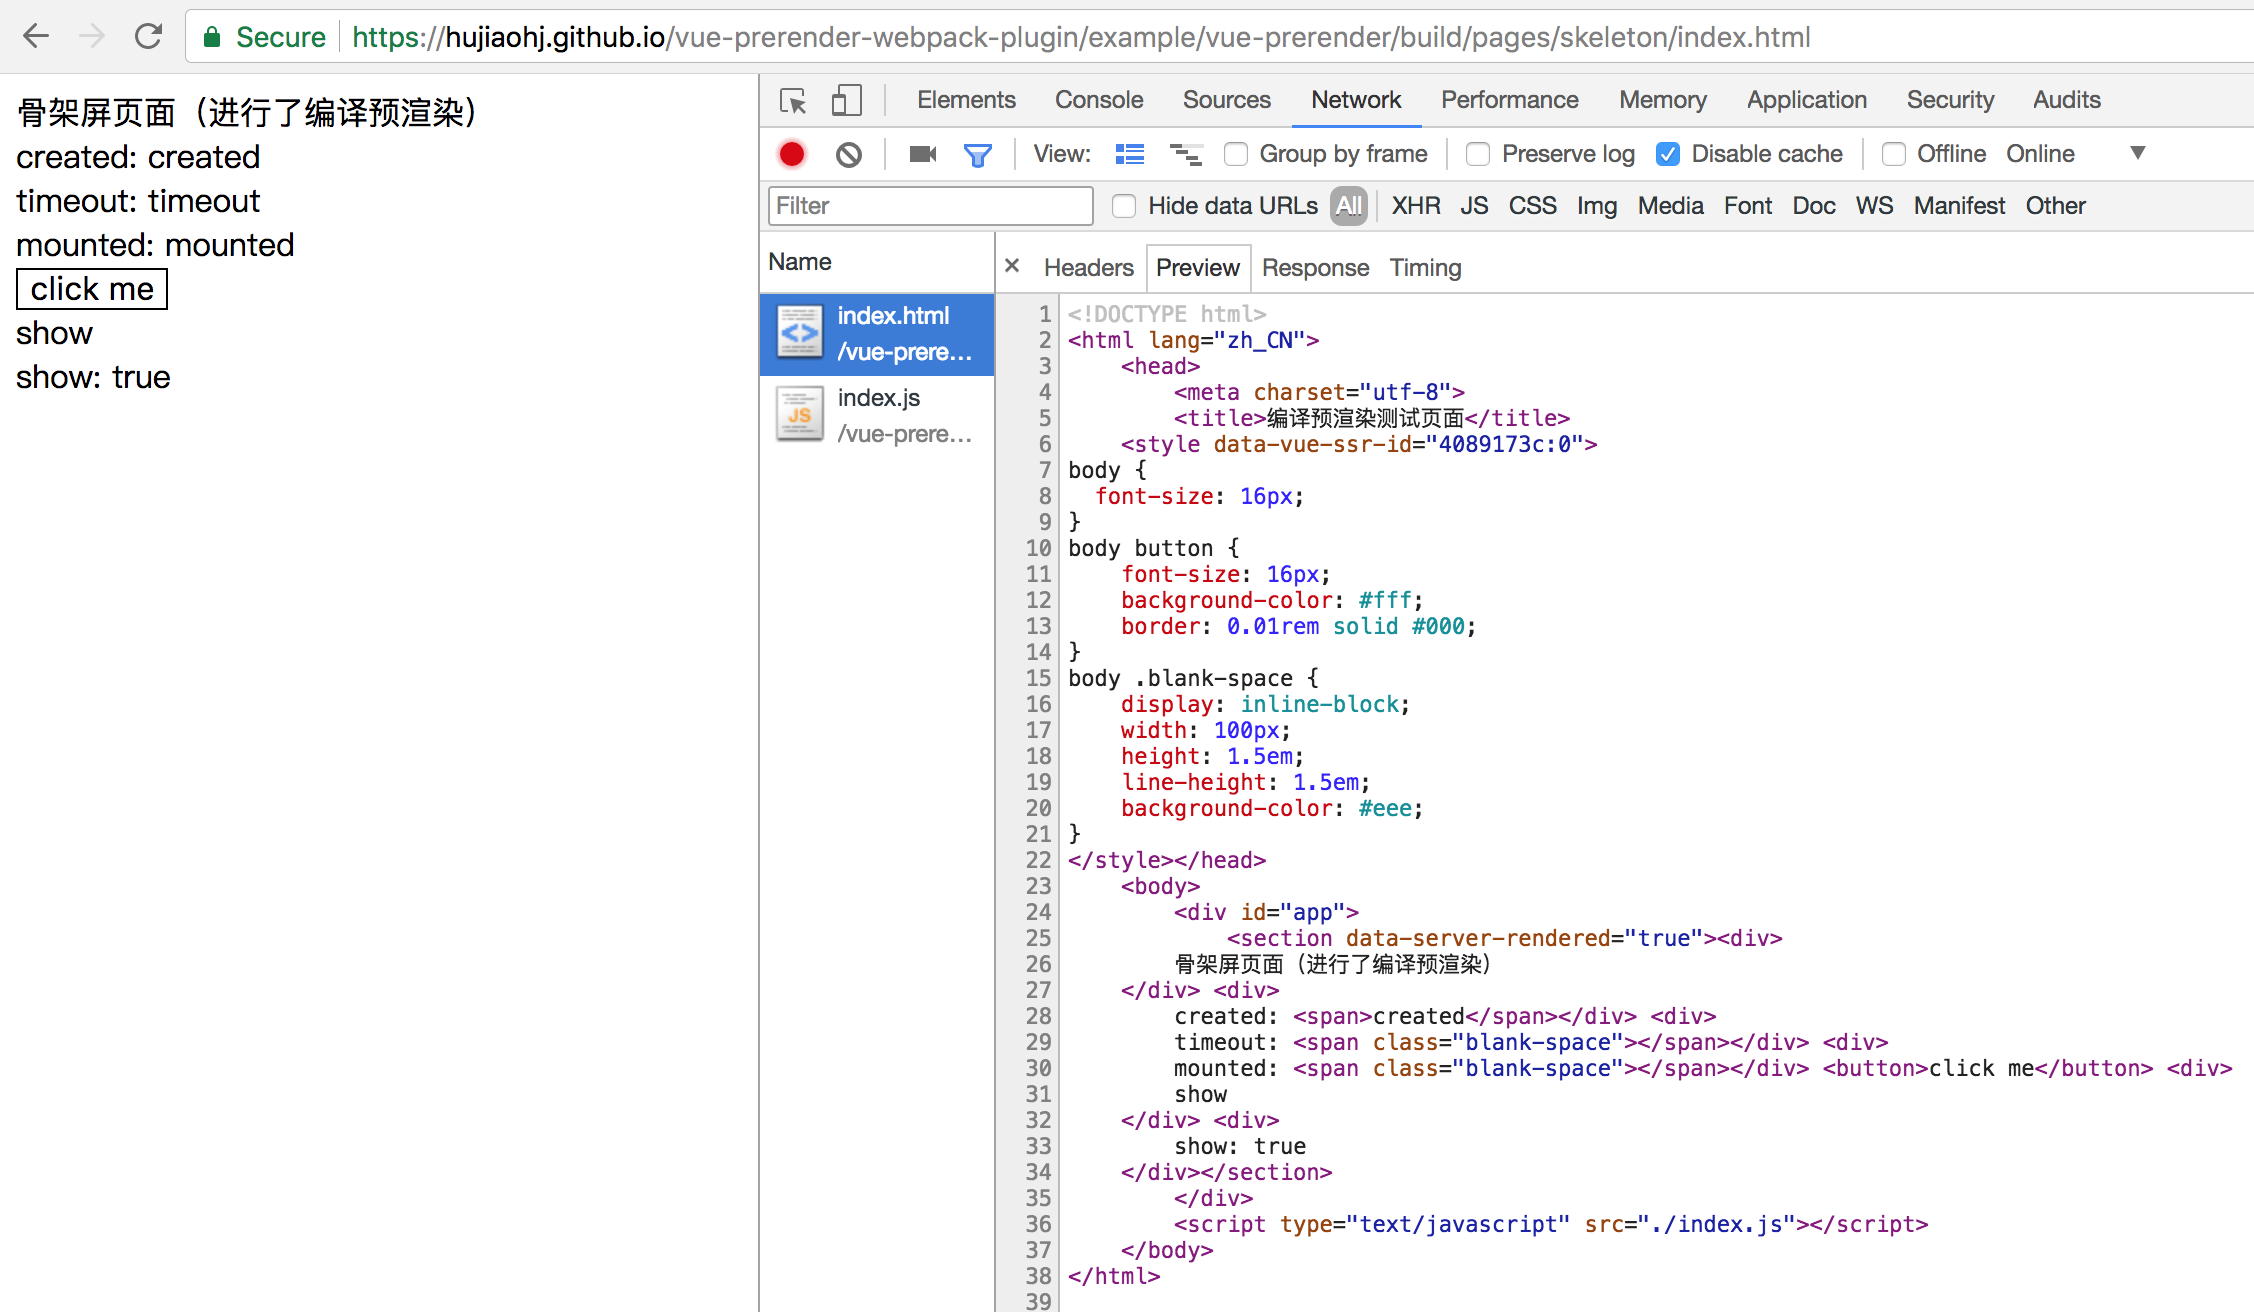 Secure https://hujiaohj.github.io/vue-prerender-webpack-plugin/example/vue-prerender/build/pages/skeleton/index.html
骨架屏页面（进行了编译预渲染）
created: created
timeout: timeout
mounted: mounted
click me
show
show: true
Elements Console Sources Network Performance Memory Application Security Audits
View: Group by frame Preserve log Disable cache Offline Online ▼
Filter Hide data URLs All XHR JS CSS Img Media Font Doc WS Manifest Other
Name
index.html
/vue-prere…
JS index.js
/vue-prere…
× Headers Preview Response Timing
1 <!DOCTYPE html>
2 <html lang="zh_CN">
3 <head>
4 <meta charset="utf-8">
5 <title>编译预渲染测试页面</title>
6 <style data-vue-ssr-id="4089173c:0">
7 body {
8 font-size: 16px;
9 }
10 body button {
11 font-size: 16px;
12 background-color: #fff;
13 border: 0.01rem solid #000;
14 }
15 body .blank-space {
16 display: inline-block;
17 width: 100px;
18 height: 1.5em;
19 line-height: 1.5em;
20 background-color: #eee;
21 }
22 </style></head>
23 <body>
24 <div id="app">
25 <section data-server-rendered="true"><div>
26 骨架屏页面（进行了编译预渲染）
27 </div> <div>
28 created: <span>created</span></div> <div>
29 timeout: <span class="blank-space"></span></div> <div>
30 mounted: <span class="blank-space"></span></div> <button>click me</button> <div>
31 show
32 </div> <div>
33 show: true
34 </div></section>
35 </div>
36 <script type="text/javascript" src="./index.js"></script>
37 </body>
38 </html>
39